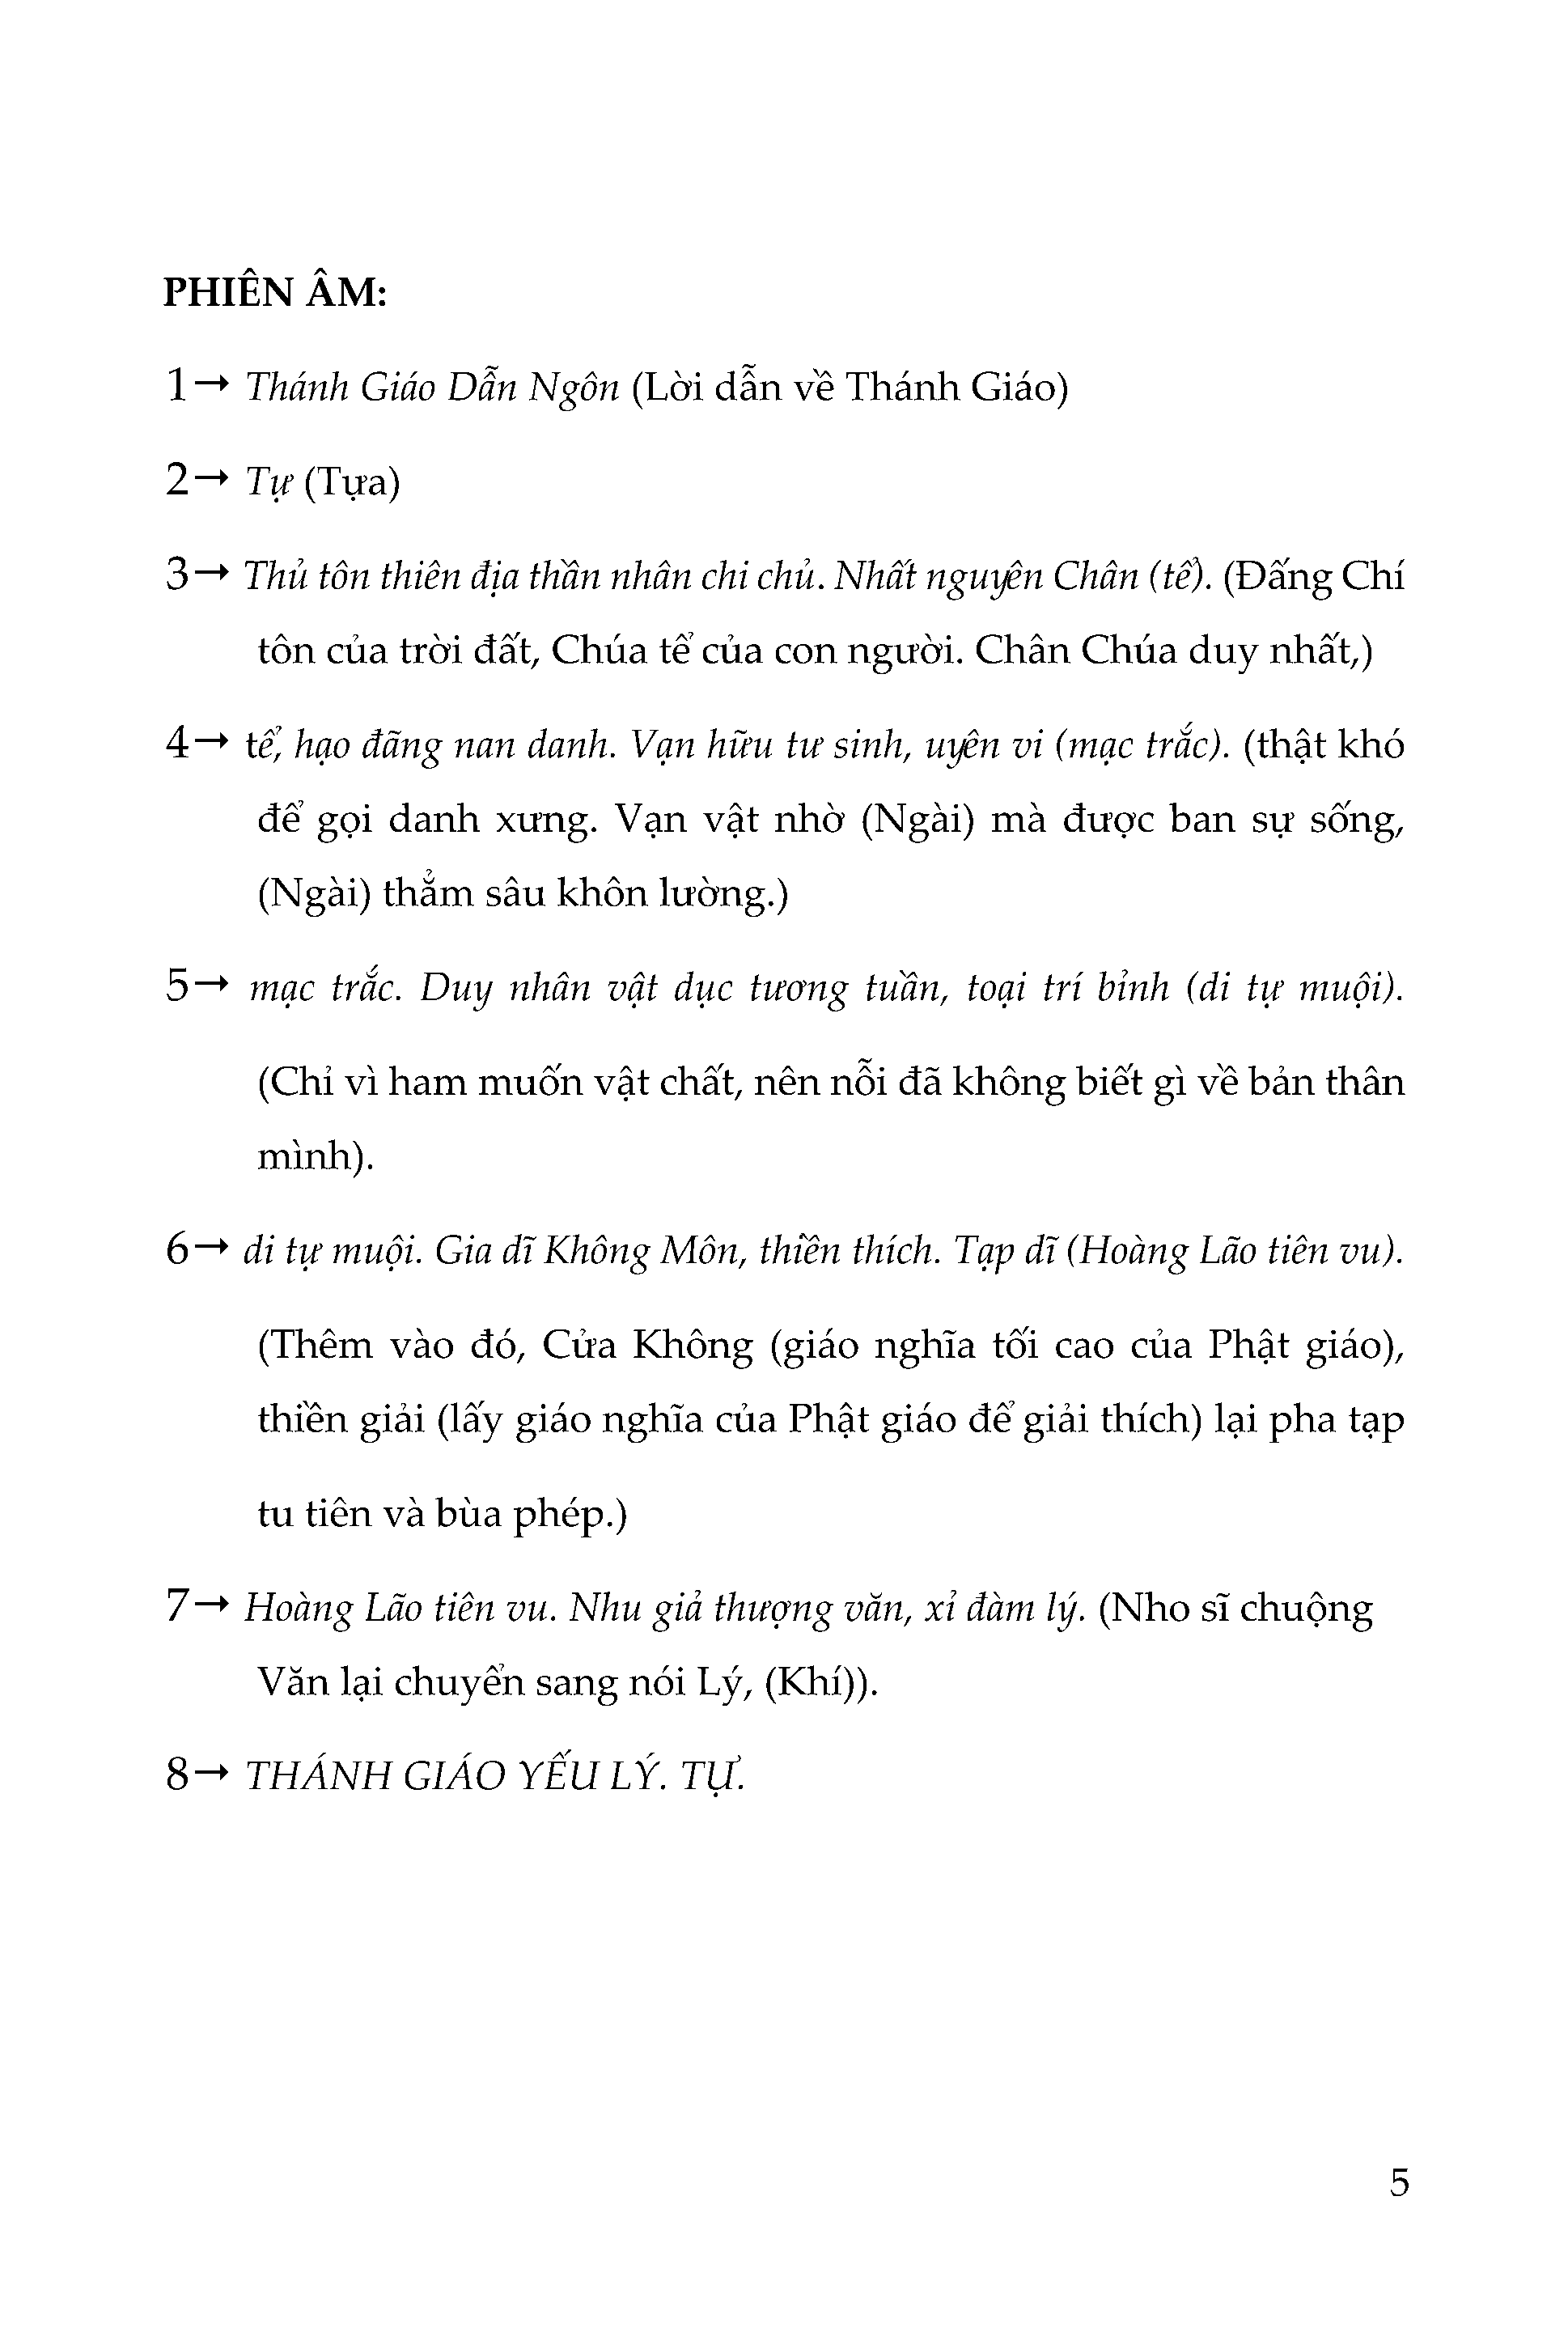 PHIÊN ÂM:
1→ Thánh Giáo Dẫn Ngôn (Lời dẫn về Thánh Giáo)
2→ Tự (Tựa)
3→ Thủ tôn thiên địa thần nhân chi chủ. Nhất nguyên Chân (tể). (Đấng Chí
tôn của trời đất, Chúa tể của con người. Chân Chúa duy nhất,)
4→ tể, hạo đãng nan danh. Vạn hữu tư sinh, uyên vi (mạc trắc). (thật khó
để gọi danh xưng. Vạn vật nhờ (Ngài) mà được ban sự sống,
(Ngài) thẳm sâu khôn lường.)
5→ mạc trắc. Duy nhân vật dục tương tuần, toại trí bỉnh (di tự muội).
(Chỉ vì ham muốn vật chất, nên nỗi đã không biết gì về bản thân
mình).
6→ di tự muội. Gia dĩ Không Môn, thiền thích. Tạp dĩ (Hoàng Lão tiên vu).
(Thêm vào đó, Cửa Không (giáo nghĩa tối cao của Phật giáo),
thiền giải (lấy giáo nghĩa của Phật giáo để giải thích) lại pha tạp
tu tiên và bùa phép.)
7→ Hoàng Lão tiên vu. Nhu giả thượng văn, xỉ đàm lý. (Nho sĩ chuộng
Văn lại chuyển sang nói Lý, (Khí)).
8→ THÁNH GIÁO YẾU LÝ. TỰ.
5